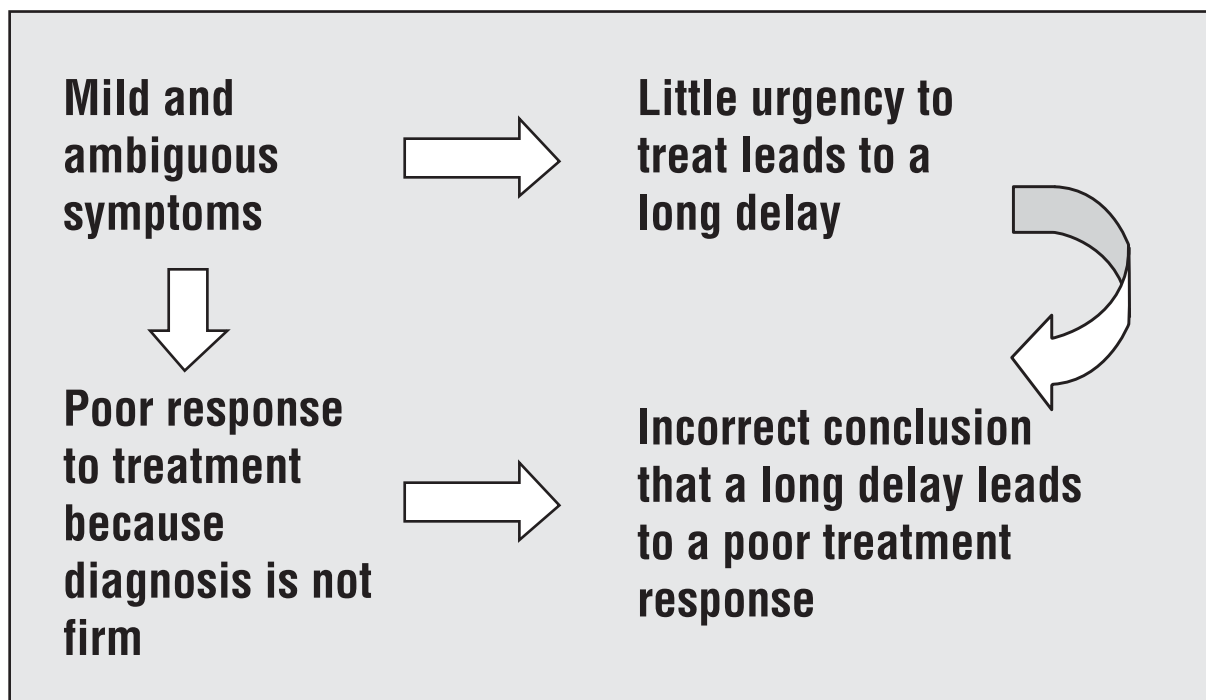 Mild and
ambiguous
symptoms
Little urgency to
treat leads to a
long delay
Poor response
to treatment
because
diagnosis is not
firm
Incorrect conclusion
that a long delay leads
to a poor treatment
response